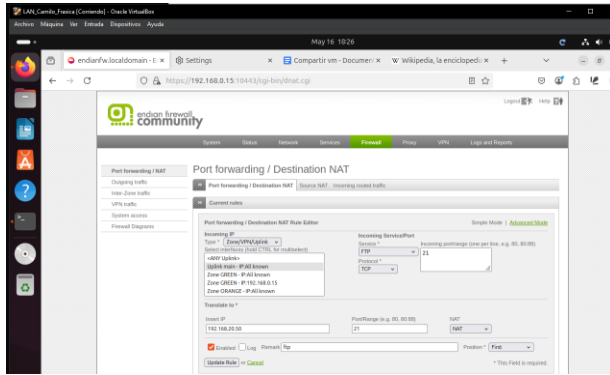 LAN_Camilo_Fresica [Corriendo] - Oracle VirtualBox
Archivo Máquina Ver Entrada Dispositivos Ayuda
May 16 18:26
endianfw.localdomain - E
Settings
Compartir vm - Document
Wikipedia, la enciclopedi
https://192.168.0.15:10443/cgi-bin/dnat.cgi
Logout Help
endian firewall
community
System Status Network Services Firewall Proxy VPN Logs and Reports
Port forwarding / NAT
Outgoing traffic
Inter-Zone traffic
VPN traffic
System access
Firewall Diagrams
Port forwarding / Destination NAT
Port forwarding / Destination NAT Source NAT Incoming routed traffic
Current rules
Port forwarding / Destination NAT Rule Editor
Simple Mode | Advanced Mode
Incoming IP
Type * Zone/VPN/Uplink
Select interfaces (hold CTRL for multiselect)
<ANY Uplink>
Uplink main - IP:All known
Zone GREEN - IP:All known
Zone GREEN - IP:192.168.0.15
Zone ORANGE - IP:All known
Incoming Service/Port
Service *
FTP
Protocol *
TCP
Incoming port/range (one per line, e.g. 80, 80:88)
21
Translate to *
Insert IP
192.168.20.50
Port/Range (e.g. 80, 80:88)
21
NAT
NAT
Enabled Log Remark ftp
Position * First
Update Rule or Cancel
* This Field is required.